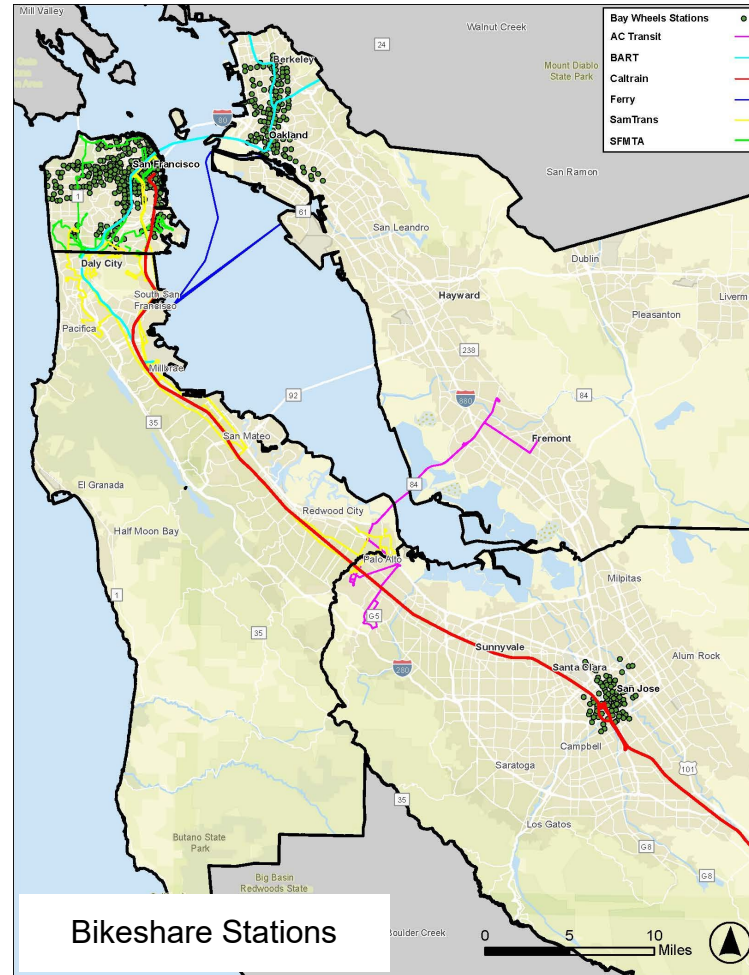 Mill Valley
Walnut Creek
24
Mount Diablo
State Park
Bay Wheels Stations
AC Transit
BART
Caltrain
Ferry
SamTrans
SFMTA
Berkeley
80
Oakland
San Francisco
San Ramon
1
61
San Leandro
Daly City
Dublin
South San
Francisco
Hayward
Liverm
Pleasanton
Pacifica
238
Millbrae
92
880
84
35
San Mateo
Fremont
El Granada
84
Redwood City
Half Moon Bay
Palo Alto
Milpitas
1
G5
35
Sunnyvale
Alum Rock
280
Santa Clara
San Jose
Campbell
Saratoga
101
35
Los Gatos
Butano State
Park
G8
G8
Big Basin
Redwoods State
Bikeshare Stations
Boulder Creek
0 5 10
Miles